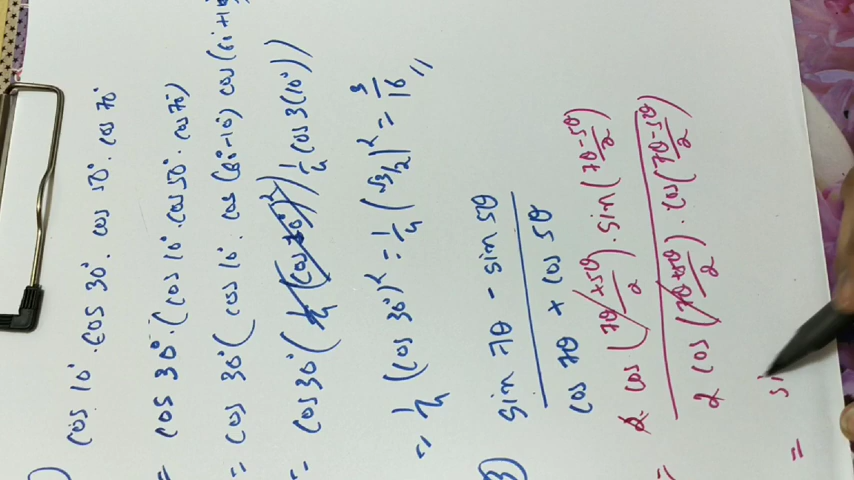 )
cos 10° . cos 30° . cos 50° . cos 70°
= cos 30° . (cos 10° . cos 50° . cos 70°)
= cos 30° ( cos 10° . cos (60°-10°) cos (60°+10°
= cos 30° ( 1/4 cos 3(10°))
= 1/4 (cos 30°)² = 1/4 (√3/2)² = 3/16 //
3)
sin 7θ - sin 5θ / cos 7θ + cos 5θ
= 2 cos (7θ+5θ/2) . sin (7θ-5θ/2) / 2 cos (7θ+5θ/2) . cos (7θ-5θ/2)
= si